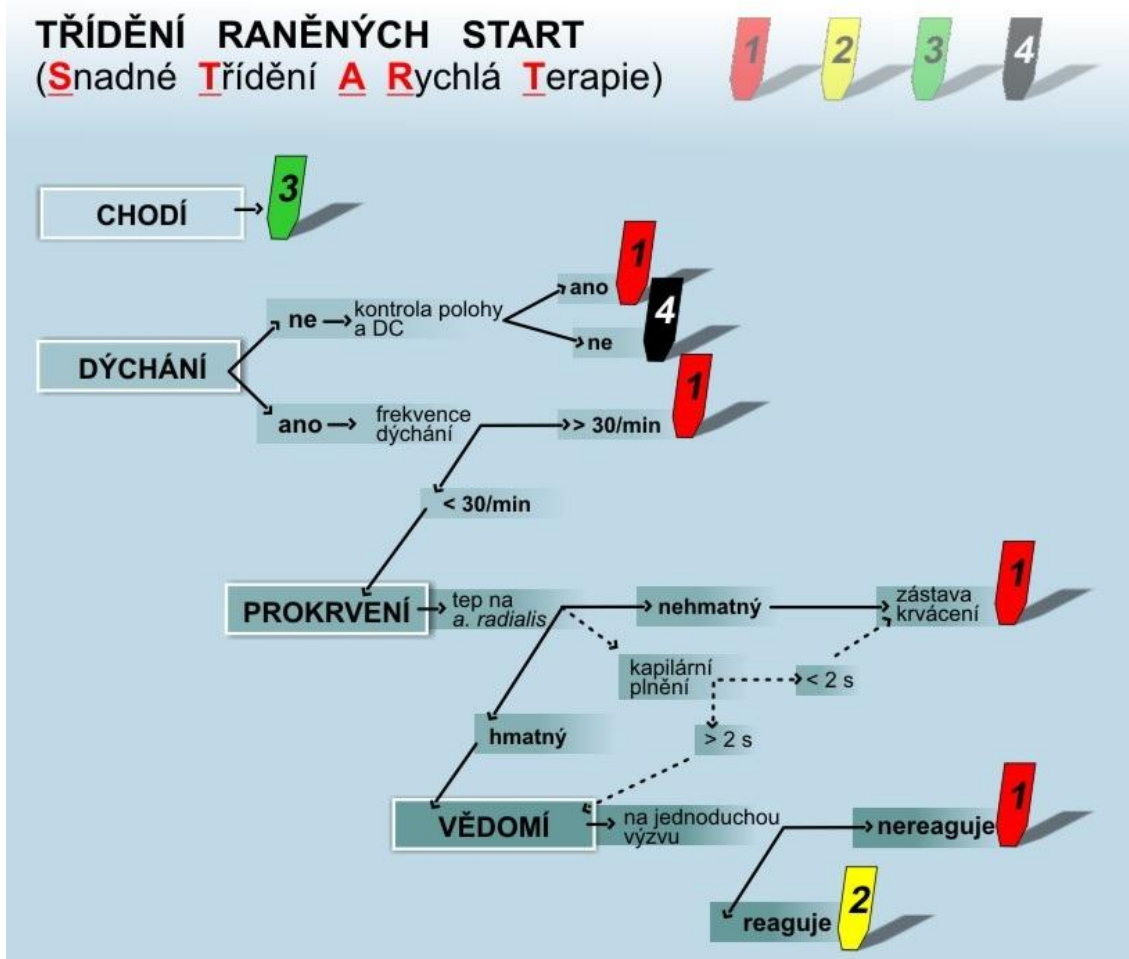 TŘÍDĚNÍ RANĚNÝCH START
(Snadné Třídění A Rychlá Terapie)
1 2 3 4
CHODÍ
3
DÝCHÁNÍ
ne
kontrola polohy
a DC
ano
1
ne
4
ano
frekvence
dýchání
> 30/min
1
< 30/min
PROKRVENÍ
tep na
a. radialis
nehmatný
zástava
krvácení
1
kapilární
plnění
< 2 s
> 2 s
hmatný
VĚDOMÍ
na jednoduchou
výzvu
nereaguje
1
reaguje
2